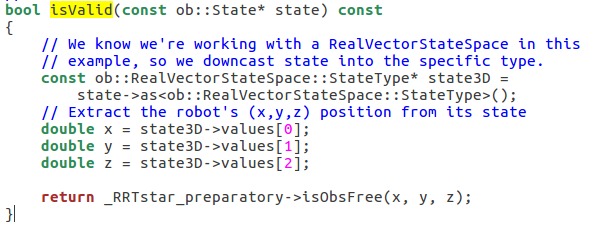 bool isValid(const ob::State* state) const
{
    // We know we're working with a RealVectorStateSpace in this
    // example, so we downcast state into the specific type.
    const ob::RealVectorStateSpace::StateType* state3D =
        state->as<ob::RealVectorStateSpace::StateType>();
    // Extract the robot's (x,y,z) position from its state
    double x = state3D->values[0];
    double y = state3D->values[1];
    double z = state3D->values[2];

    return _RRTstar_preparatory->isObsFree(x, y, z);
}